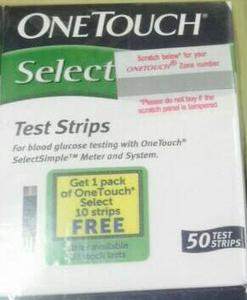 ONETOUCH
Select
Scratch below* for your
ONETOUCH® Zone number
*Please do not buy if the
scratch panel is tampered
Test Strips
For blood glucose testing with OneTouch®
SelectSimple™ Meter and System.
Get 1 pack
of OneTouch®
Select
10 strips
FREE
50 TEST
STRIPS